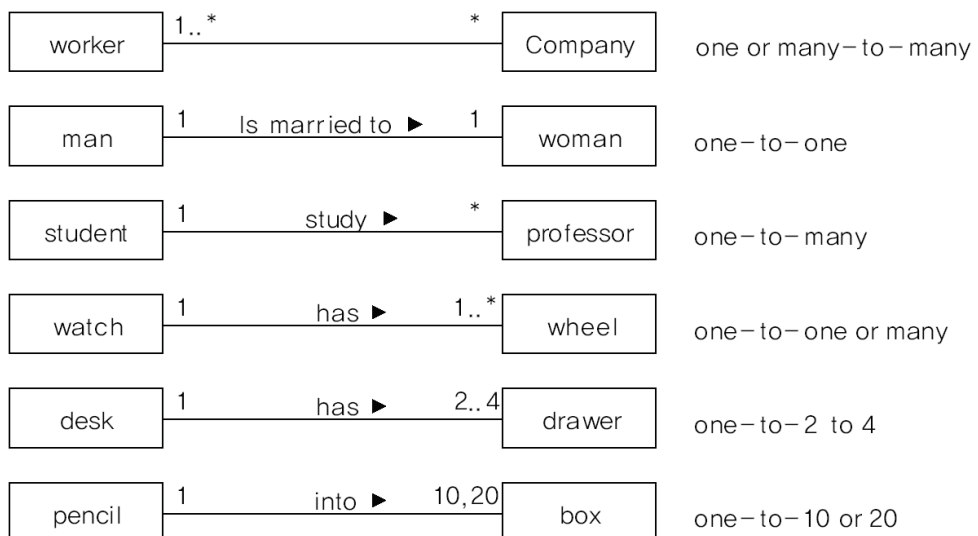 1..* *
worker Company one or many-to-many
1 Is married to ► 1
man woman one-to-one
1 study ► *
student professor one-to-many
1 has ► 1..*
watch wheel one-to-one or many
1 has ► 2..4
desk drawer one-to-2 to 4
1 into ► 10,20
pencil box one-to-10 or 20